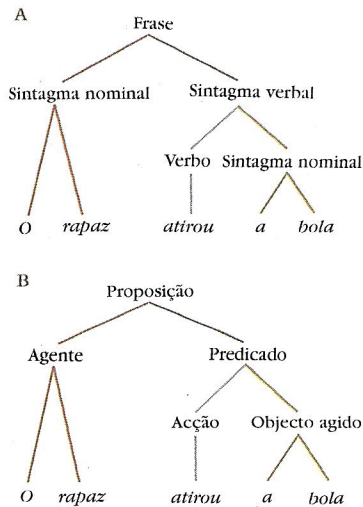 A
Frase
Sintagma nominal Sintagma verbal
Verbo Sintagma nominal
O rapaz atirou a bola
B
Proposição
Agente Predicado
Acção Objecto agido
O rapaz atirou a bola